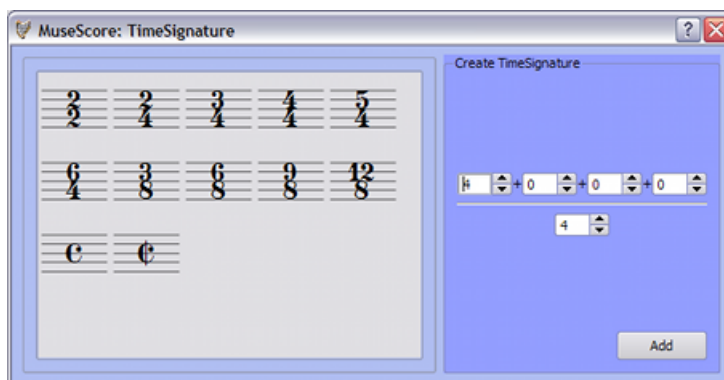 MuseScore: TimeSignature
?
Create TimeSignature
2 2 3 4 5
2 4 4 4 4
6 3 6 9 12
4 8 8 8 8
4 + 0 + 0 + 0
4
Add